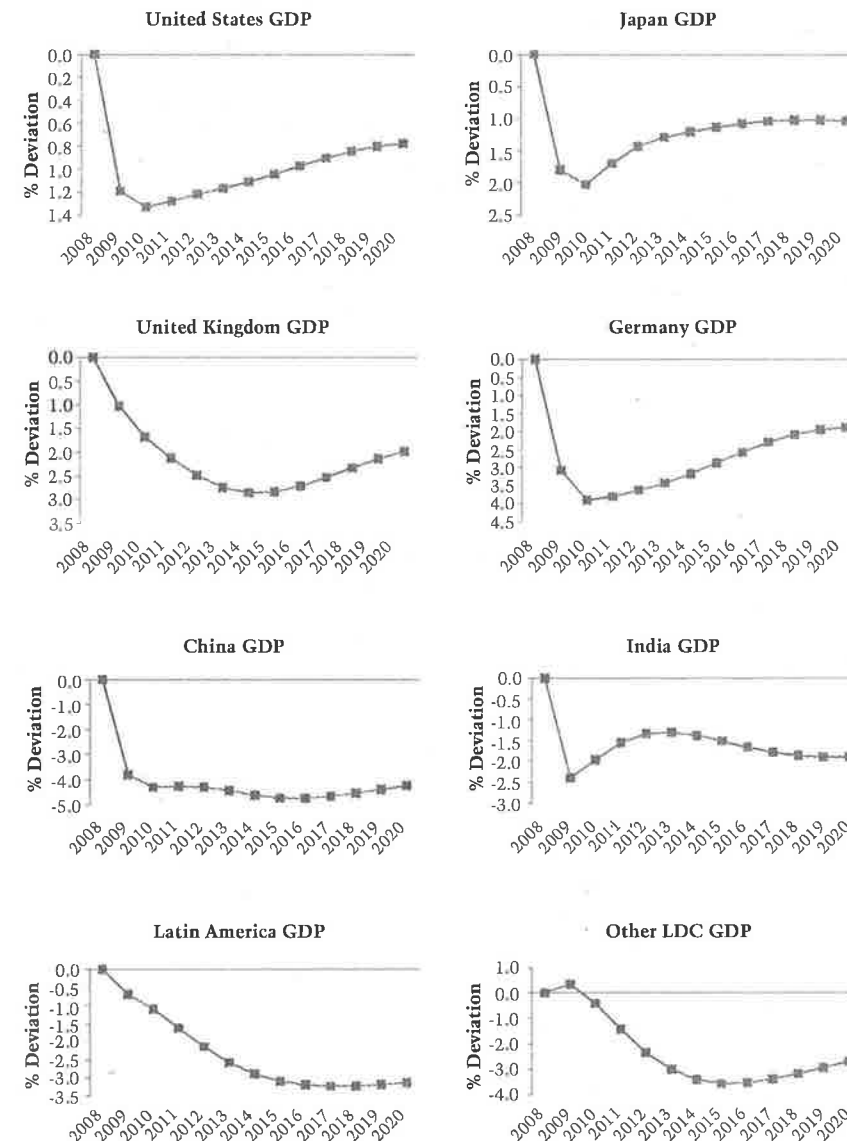 United States GDP
% Deviation
0.0
0.2
0.4
0.6
0.8
1.0
1.2
1.4
2008 2009 2010 2011 2012 2013 2014 2015 2016 2017 2018 2019 2020
Japan GDP
% Deviation
0.0
0.5
1.0
1.5
2.0
2.5
2008 2009 2010 2011 2012 2013 2014 2015 2016 2017 2018 2019 2020
United Kingdom GDP
% Deviation
0.0
0.5
1.0
1.5
2.0
2.5
3.0
3.5
2008 2009 2010 2011 2012 2013 2014 2015 2016 2017 2018 2019 2020
Germany GDP
% Deviation
0.0
0.5
1.0
1.5
2.0
2.5
3.0
3.5
4.0
4.5
2008 2009 2010 2011 2012 2013 2014 2015 2016 2017 2018 2019 2020
China GDP
% Deviation
0.0
-1.0
-2.0
-3.0
-4.0
-5.0
2008 2009 2010 2011 2012 2013 2014 2015 2016 2017 2018 2019 2020
India GDP
% Deviation
0.0
-0.5
-1.0
-1.5
-2.0
-2.5
-3.0
2008 2009 2010 2011 2012 2013 2014 2015 2016 2017 2018 2019 2020
Latin America GDP
% Deviation
0.0
-0.5
-1.0
-1.5
-2.0
-2.5
-3.0
-3.5
2008 2009 2010 2011 2012 2013 2014 2015 2016 2017 2018 2019 2020
Other LDC GDP
% Deviation
1.0
0.0
-1.0
-2.0
-3.0
-4.0
2008 2009 2010 2011 2012 2013 2014 2015 2016 2017 2018 2019 2020